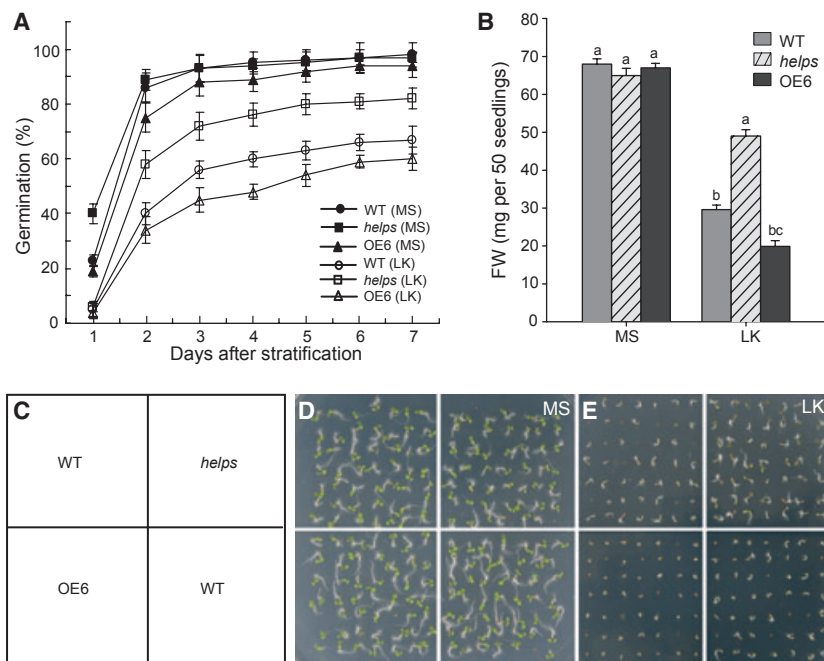 A
Germination (%)
100
80
60
40
20
0
1 2 3 4 5 6 7
Days after stratification
WT (MS)
helps (MS)
OE6 (MS)
WT (LK)
helps (LK)
OE6 (LK)
B
FW (mg per 50 seedlings)
80
70
60
50
40
30
20
10
0
a a a
b a bc
MS LK
WT
helps
OE6
C
WT helps
OE6 WT
D MS
E LK